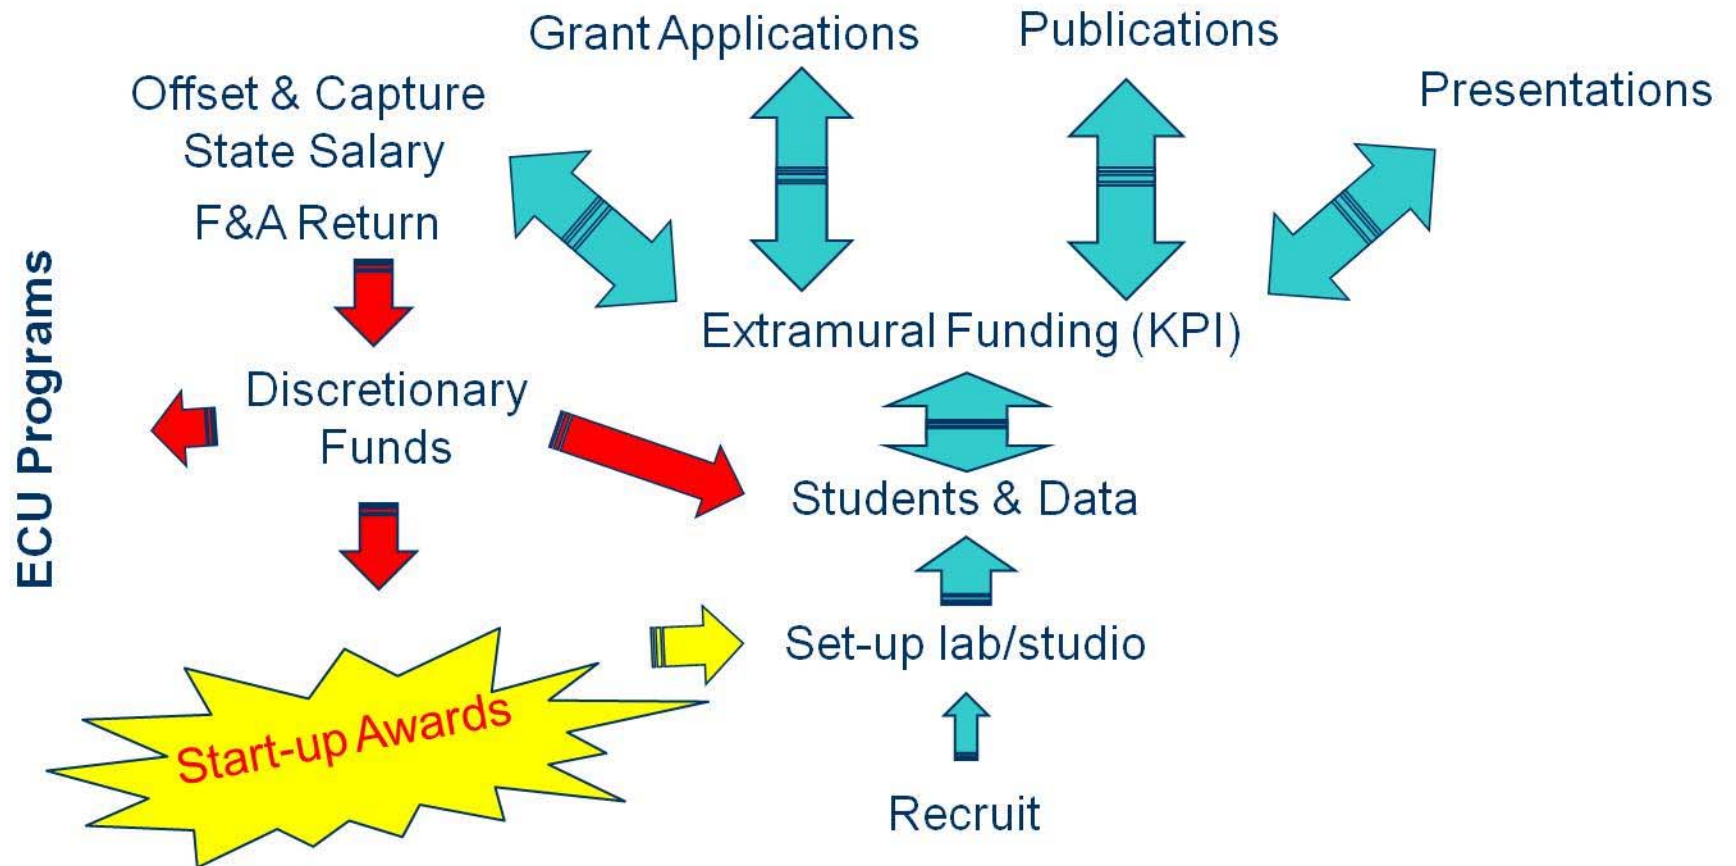 Grant Applications
Publications
Presentations
Offset & Capture
State Salary
F&A Return
ECU Programs
Extramural Funding (KPI)
Discretionary
Funds
Students & Data
Set-up lab/studio
Start-up Awards
Recruit